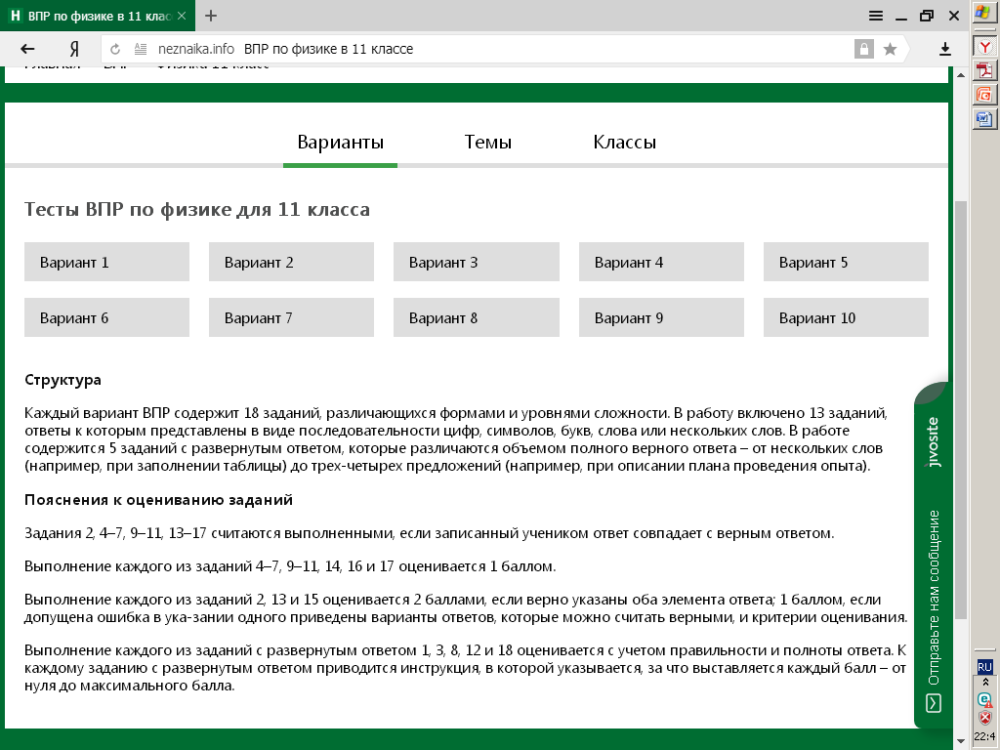 ВПР по физике в 11 клас
neznaika.info ВПР по физике в 11 классе
Варианты Темы Классы
Тесты ВПР по физике для 11 класса
Вариант 1 Вариант 2 Вариант 3 Вариант 4 Вариант 5
Вариант 6 Вариант 7 Вариант 8 Вариант 9 Вариант 10
Структура
Каждый вариант ВПР содержит 18 заданий, различающихся формами и уровнями сложности. В работу включено 13 заданий,
ответы к которым представлены в виде последовательности цифр, символов, букв, слова или нескольких слов. В работе
содержится 5 заданий с развернутым ответом, которые различаются объемом полного верного ответа – от нескольких слов
(например, при заполнении таблицы) до трех-четырех предложений (например, при описании плана проведения опыта).
Пояснения к оцениванию заданий
Задания 2, 4–7, 9–11, 13–17 считаются выполненными, если записанный учеником ответ совпадает с верным ответом.
Выполнение каждого из заданий 4–7, 9–11, 14, 16 и 17 оценивается 1 баллом.
Выполнение каждого из заданий 2, 13 и 15 оценивается 2 баллами, если верно указаны оба элемента ответа; 1 баллом, если
допущена ошибка в ука-зании одного приведены варианты ответов, которые можно считать верными, и критерии оценивания.
Выполнение каждого из заданий с развернутым ответом 1, 3, 8, 12 и 18 оценивается с учетом правильности и полноты ответа. К
каждому заданию с развернутым ответом приводится инструкция, в которой указывается, за что выставляется каждый балл – от
нуля до максимального балла.
jivosite
Отправьте нам сообщение
RU
22:4